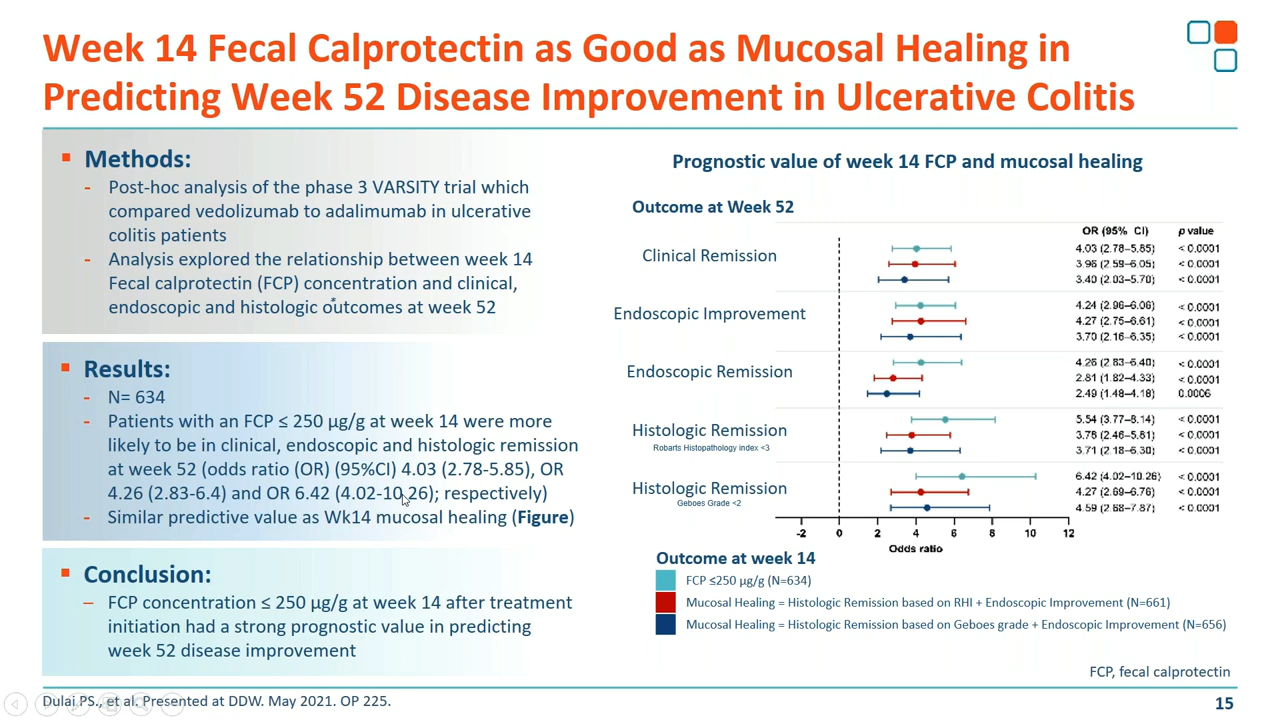 Week 14 Fecal Calprotectin as Good as Mucosal Healing in
Predicting Week 52 Disease Improvement in Ulcerative Colitis
Methods:
- Post-hoc analysis of the phase 3 VARSITY trial which
compared vedolizumab to adalimumab in ulcerative
colitis patients
- Analysis explored the relationship between week 14
Fecal calprotectin (FCP) concentration and clinical,
endoscopic and histologic outcomes at week 52
Results:
- N= 634
- Patients with an FCP ≤ 250 μg/g at week 14 were more
likely to be in clinical, endoscopic and histologic remission
at week 52 (odds ratio (OR) (95%CI) 4.03 (2.78-5.85), OR
4.26 (2.83-6.4) and OR 6.42 (4.02-10.26); respectively)
- Similar predictive value as Wk14 mucosal healing (Figure)
Conclusion:
– FCP concentration ≤ 250 μg/g at week 14 after treatment
initiation had a strong prognostic value in predicting
week 52 disease improvement
Prognostic value of week 14 FCP and mucosal healing
Outcome at Week 52
OR (95% CI) p value
Clinical Remission
4.03 (2.78–5.85) <0.0001
3.96 (2.59–6.05) <0.0001
3.40 (2.03–5.70) <0.0001
Endoscopic Improvement
4.24 (2.96–6.06) <0.0001
4.27 (2.75–6.61) <0.0001
3.70 (2.16–6.35) <0.0001
Endoscopic Remission
4.26 (2.83–6.40) <0.0001
2.81 (1.82–4.33) <0.0001
2.49 (1.48–4.18) 0.0006
Histologic Remission
Robarts Histopathology index <3
5.54 (3.77–8.14) <0.0001
3.78 (2.46–5.81) <0.0001
3.71 (2.18–6.30) <0.0001
Histologic Remission
Geboes Grade <2
6.42 (4.02–10.26) <0.0001
4.27 (2.69–6.76) <0.0001
4.59 (2.68–7.87) <0.0001
-2 0 2 4 6 8 10 12
Odds ratio
Outcome at week 14
FCP ≤250 μg/g (N=634)
Mucosal Healing = Histologic Remission based on RHI + Endoscopic Improvement (N=661)
Mucosal Healing = Histologic Remission based on Geboes grade + Endoscopic Improvement (N=656)
FCP, fecal calprotectin
Dulai PS., et al. Presented at DDW. May 2021. OP 225.
15